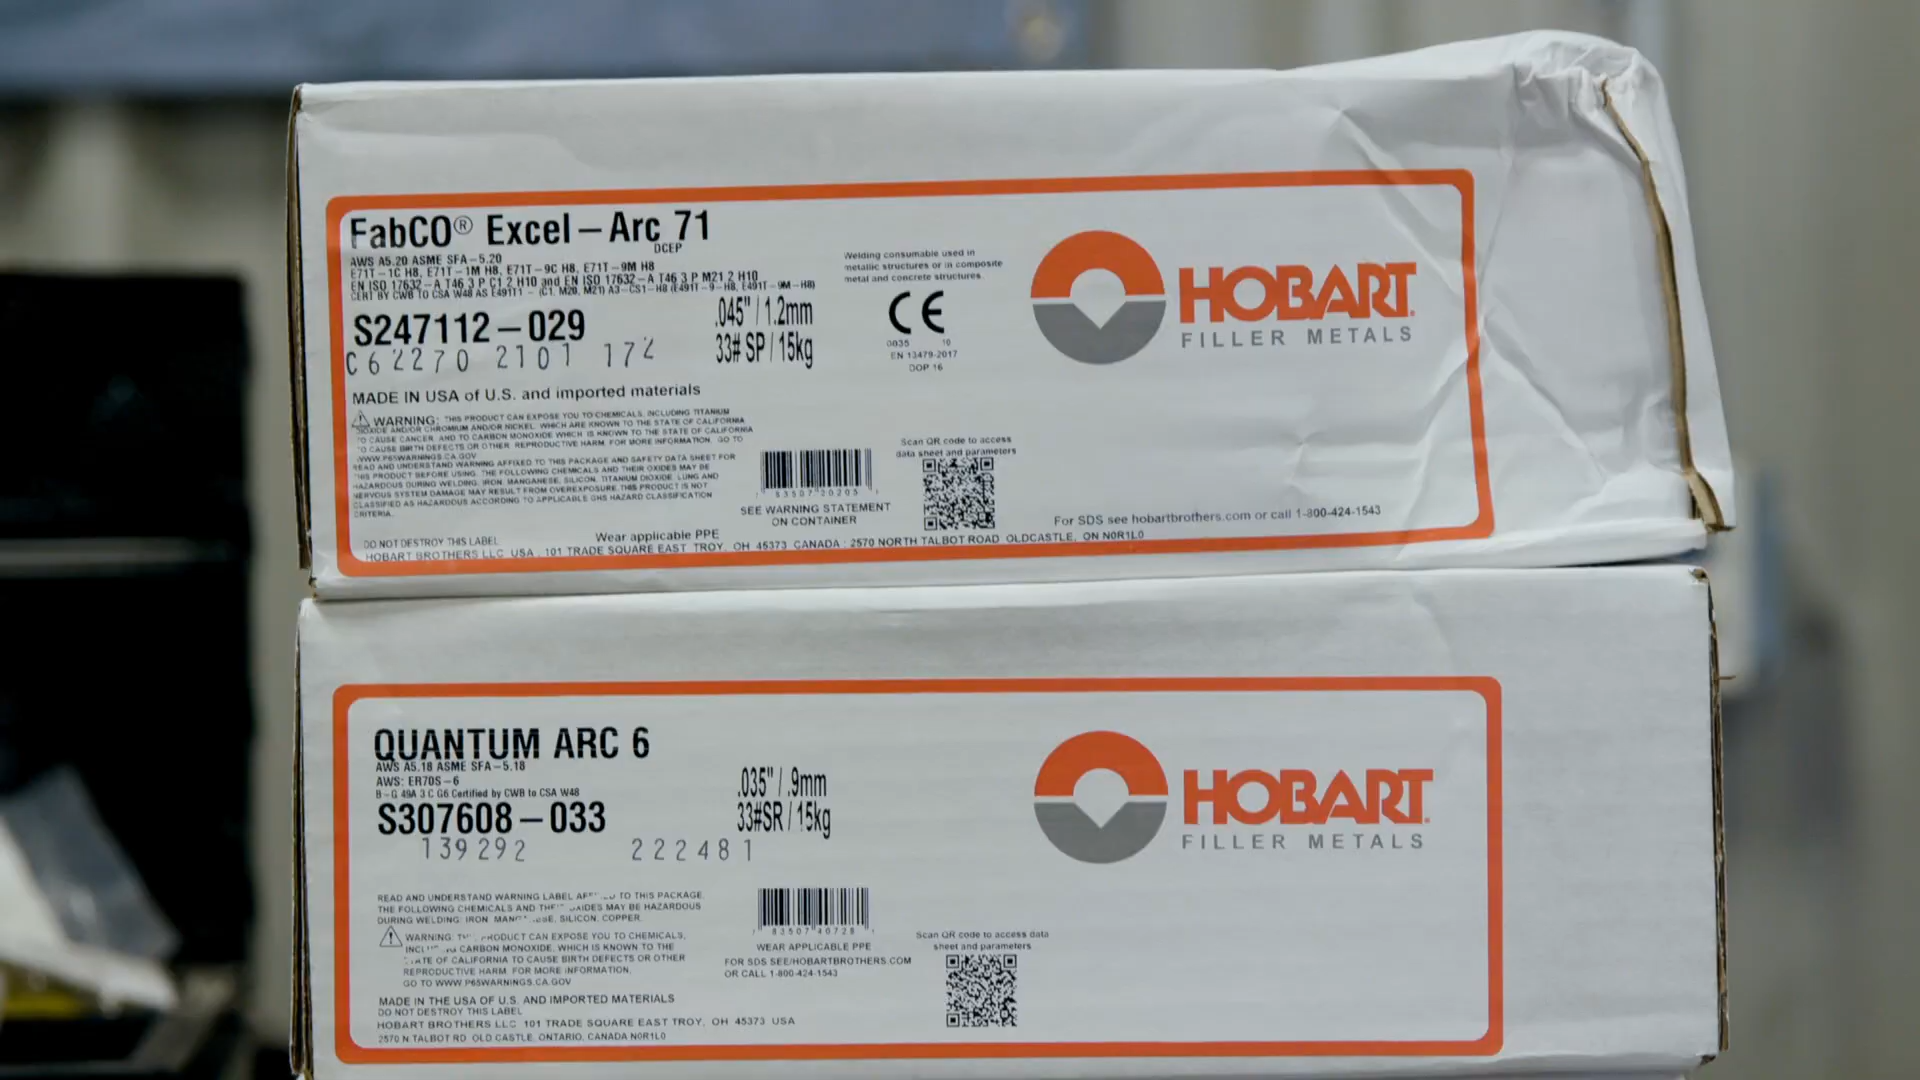 FabCO® Excel-Arc 71
DCEP
AWS A5.20 ASME SFA-5.20
E71T-1C H8, E71T-1M H8, E71T-9C H8, E71T-9M H8
EN ISO 17632-A T46 3 P C1 2 H10 and EN ISO 17632-A T46 3 P M21 2 H10
CERT BY CWB TO CSA W48 AS E491T1-(C1, M20, M21) A3-CS1-H8 (E491T-9-H8, E491T-9M-H8)
S247112-029
.045" / 1.2mm
33# SP / 15kg
C62270 2101 172
MADE IN USA of U.S. and imported materials
WARNING: THIS PRODUCT CAN EXPOSE YOU TO CHEMICALS, INCLUDING TITANIUM
DIOXIDE AND/OR CHROMIUM AND/OR NICKEL, WHICH ARE KNOWN TO THE STATE OF CALIFORNIA
TO CAUSE CANCER, AND TO CARBON MONOXIDE WHICH IS KNOWN TO THE STATE OF CALIFORNIA
TO CAUSE BIRTH DEFECTS OR OTHER REPRODUCTIVE HARM. FOR MORE INFORMATION, GO TO
WWW.P65WARNINGS.CA.GOV
READ AND UNDERSTAND WARNING AFFIXED TO THIS PACKAGE AND SAFETY DATA SHEET FOR
THIS PRODUCT BEFORE USING. THE FOLLOWING CHEMICALS AND THEIR OXIDES MAY BE
HAZARDOUS DURING WELDING: IRON, MANGANESE, SILICON, TITANIUM DIOXIDE. LUNG AND
NERVOUS SYSTEM DAMAGE MAY RESULT FROM OVEREXPOSURE. THIS PRODUCT IS NOT
CLASSIFIED AS HAZARDOUS ACCORDING TO APPLICABLE GHS HAZARD CLASSIFICATION
CRITERIA.
Welding consumable used in
metallic structures or in composite
metal and concrete structures.
CE
0035 10
EN 13479-2017
DOP 16
HOBART
FILLER METALS
83507 20205
SEE WARNING STATEMENT
ON CONTAINER
Scan QR code to access
data sheet and parameters
For SDS see hobartbrothers.com or call 1-800-424-1543
DO NOT DESTROY THIS LABEL
Wear applicable PPE
HOBART BROTHERS LLC USA . 101 TRADE SQUARE EAST TROY, OH 45373 CANADA : 2570 NORTH TALBOT ROAD OLDCASTLE, ON N0R1L0
QUANTUM ARC 6
AWS A5.18 ASME SFA-5.18
AWS: ER70S-6
B-G 49A 3 C G6 Certified by CWB to CSA W48
S307608-033
.035" / .9mm
33#SR / 15kg
139292 222481
READ AND UNDERSTAND WARNING LABEL TO THIS PACKAGE.
THE FOLLOWING CHEMICALS AND MAY BE HAZARDOUS
DURING WELDING: IRON, SILICON, COPPER.
WARNING: PRODUCT CAN EXPOSE YOU TO CHEMICALS,
CARBON MONOXIDE, WHICH IS KNOWN TO THE
OF CALIFORNIA TO CAUSE BIRTH DEFECTS OR OTHER
REPRODUCTIVE HARM. FOR MORE INFORMATION,
GO TO WWW.P65WARNINGS.CA.GOV
MADE IN THE USA OF U.S. AND IMPORTED MATERIALS
DO NOT DESTROY THIS LABEL
HOBART BROTHERS LLC 101 TRADE SQUARE EAST TROY, OH 45373 USA
2570 N TALBOT RD OLD CASTLE, ONTARIO, CANADA N0R1L0
83507 40728
WEAR APPLICABLE PPE
FOR SDS SEE/HOBARTBROTHERS.COM
OR CALL 1-800-424-1543
Scan QR code to access data
sheet and parameters
HOBART
FILLER METALS